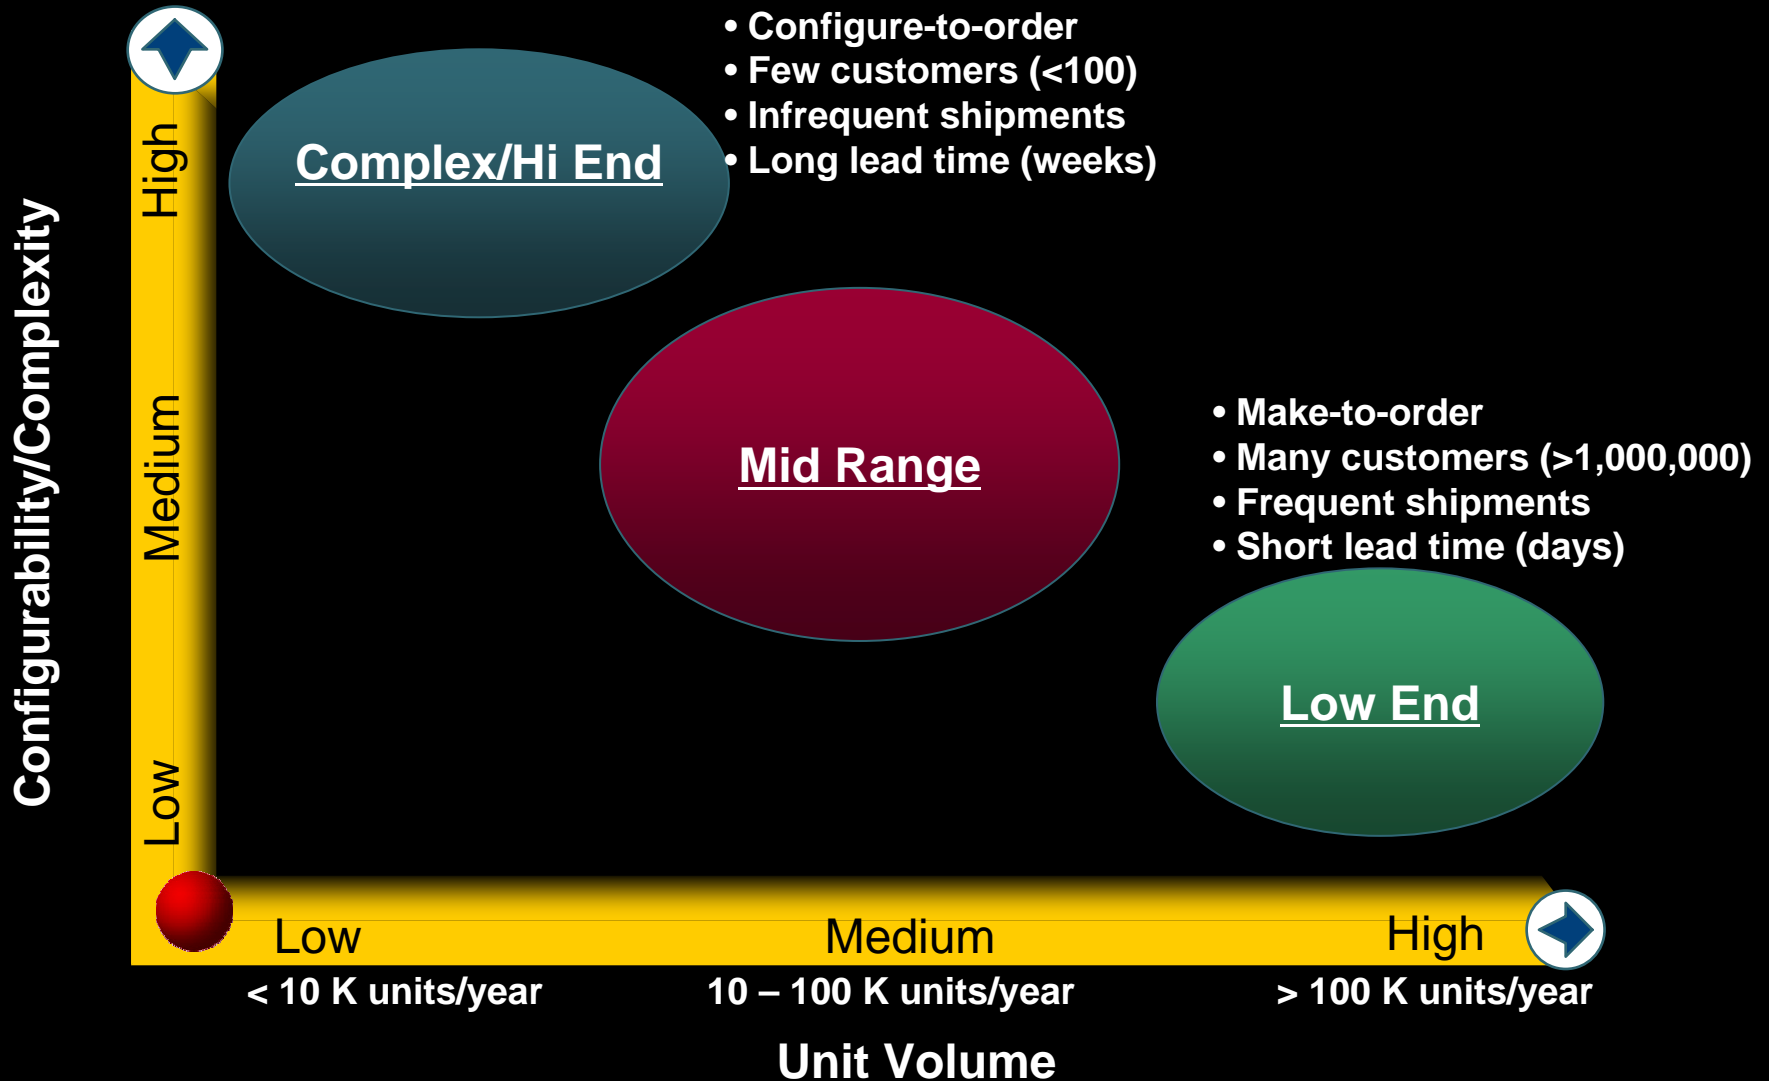 • Configure-to-order
• Few customers (<100)
• Infrequent shipments
• Long lead time (weeks)
Complex/Hi End
Mid Range
• Make-to-order
• Many customers (>1,000,000)
• Frequent shipments
• Short lead time (days)
Low End
Configurability/Complexity
High
Medium
Low
Low
Medium
High
< 10 K units/year
10 – 100 K units/year
> 100 K units/year
Unit Volume